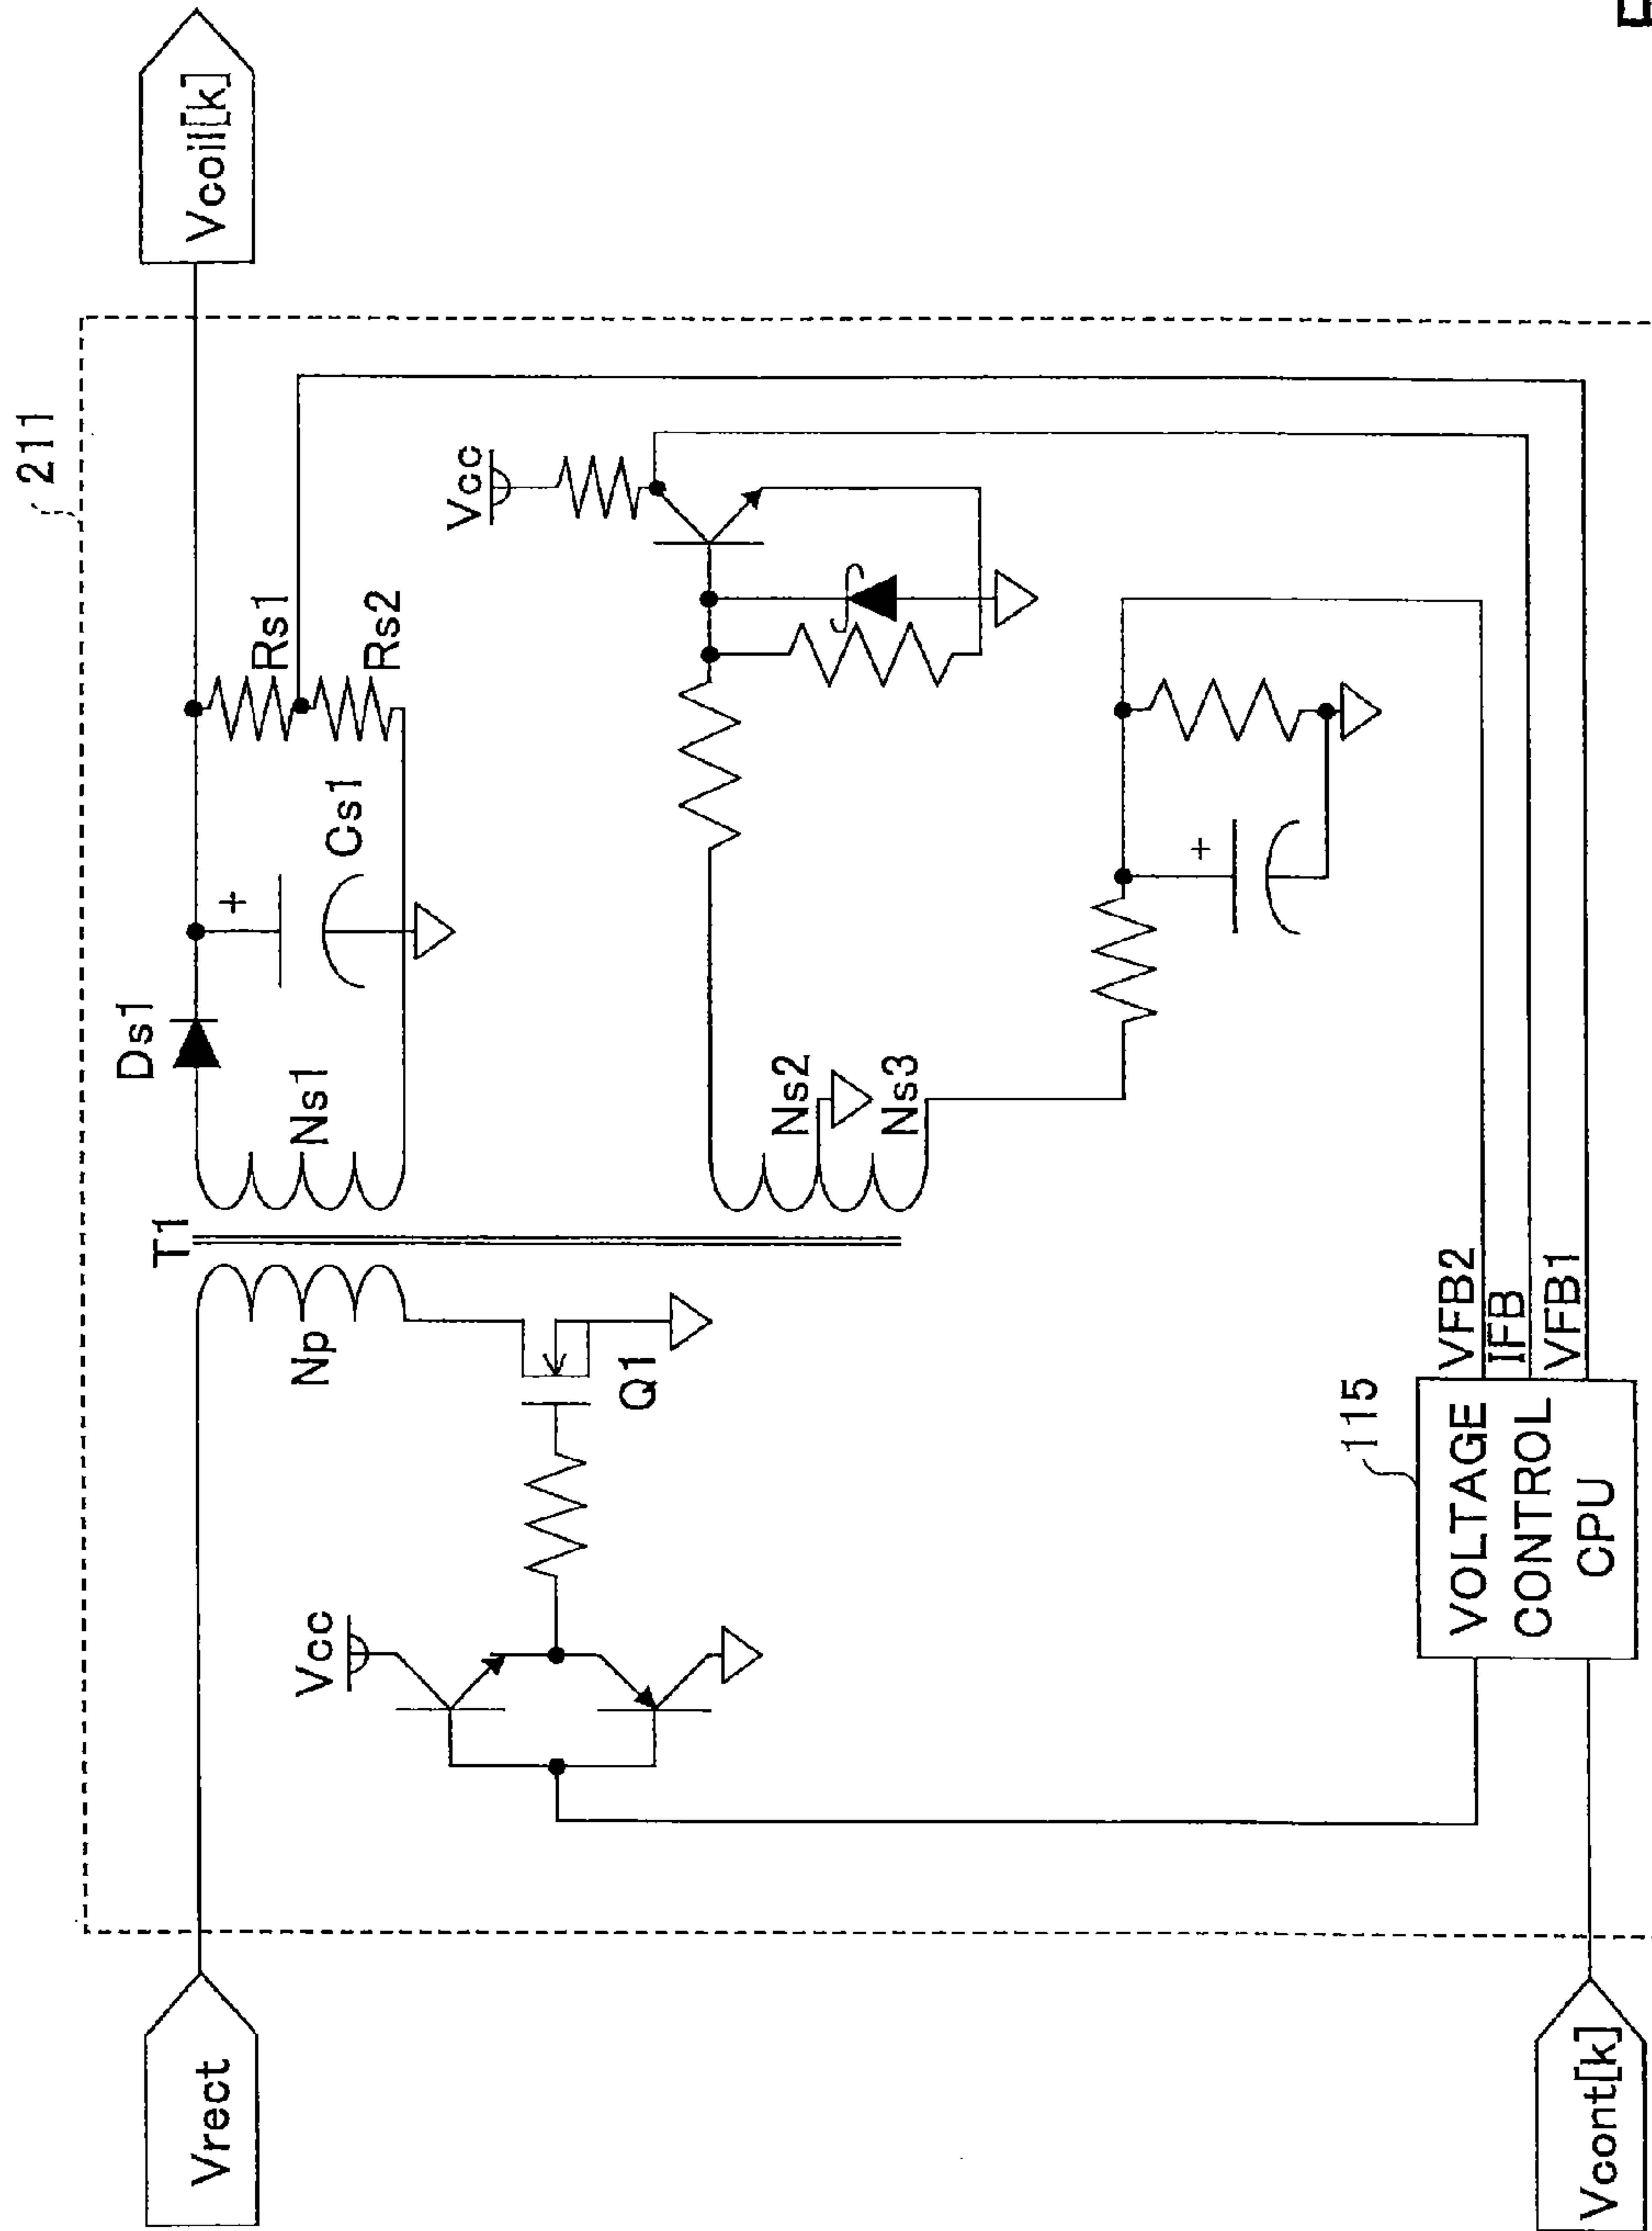 211
Vrect
Vcoil[k]
T1
Np
Ns1
Ds1
Cs1
Rs1
Rs2
+
Vcc
Q1
Ns2
Ns3
Vcc
+
115
VOLTAGE
CONTROL
CPU
VFB2
IFB
VFB1
Vcont[k]